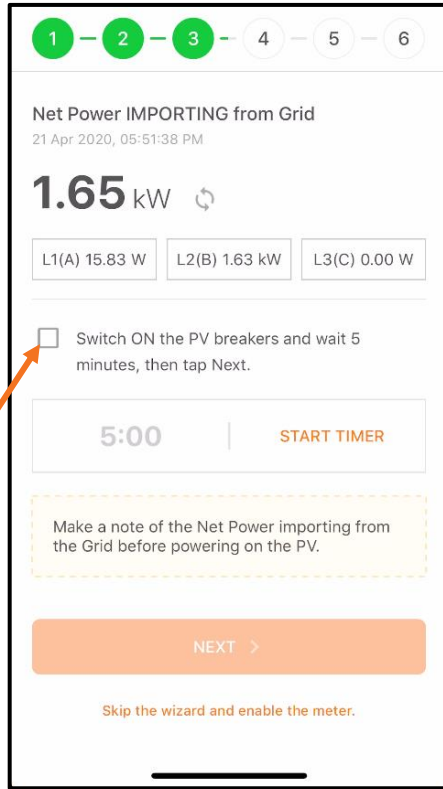 1 2 3 4 5 6
Net Power IMPORTING from Grid
21 Apr 2020, 05:51:38 PM
1.65 kW
L1(A) 15.83 W L2(B) 1.63 kW L3(C) 0.00 W
Switch ON the PV breakers and wait 5
minutes, then tap Next.
5:00 START TIMER
Make a note of the Net Power importing from
the Grid before powering on the PV.
NEXT >
Skip the wizard and enable the meter.